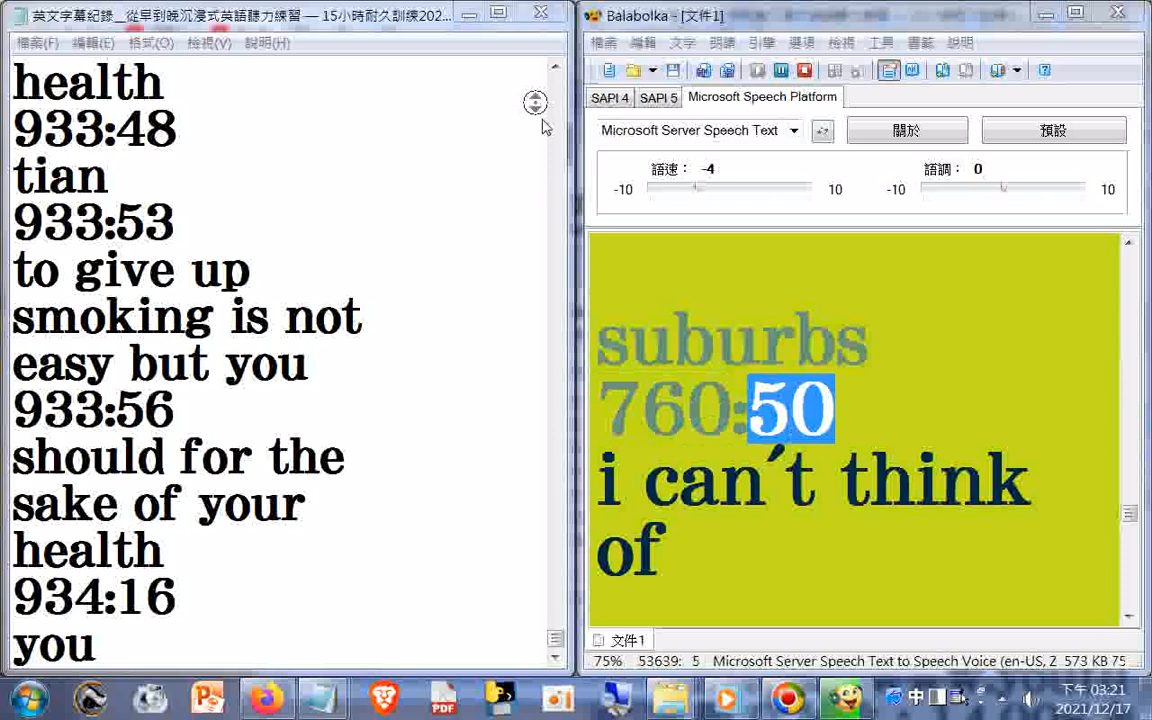 英文字幕紀錄__從早到晚沉浸式英語聽力練習 — 15小時耐久訓練202...
檔案(F) 編輯(E) 格式(O) 檢視(V) 說明(H)
health
933:48
tian
933:53
to give up
smoking is not
easy but you
933:56
should for the
sake of your
health
934:16
you
Balabolka - [文件1]
檔案 編輯 文字 朗讀 引擎 選項 檢視 工具 書籤 說明
SAPI 4 SAPI 5 Microsoft Speech Platform
Microsoft Server Speech Text 關於 預設
語速： -4 語調： 0
-10 10 -10 10
suburbs
760:50
i can't think
of
文件1
75% 53639: 5 Microsoft Server Speech Text to Speech Voice (en-US, 2 573 KB 75
PDF
中
下午 03:21
2021/12/17